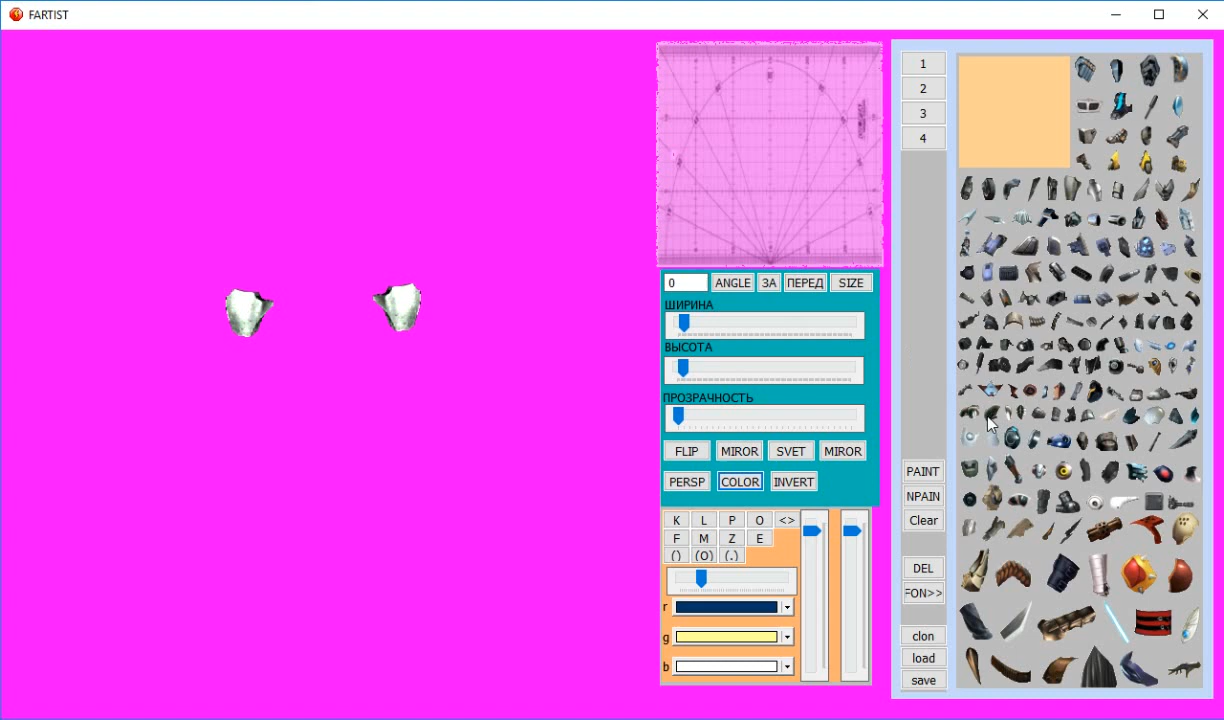 FARTIST
1
2
3
4
0 ANGLE ЗА ПЕРЕД SIZE
ШИРИНА
ВЫСОТА
ПРОЗРАЧНОСТЬ
FLIP MIROR SVET MIROR
PERSP COLOR INVERT
K L P O <>
F M Z E
() (O) (.)
r
g
b
PAINT
NPAIN
Clear
DEL
FON>>
clon
load
save